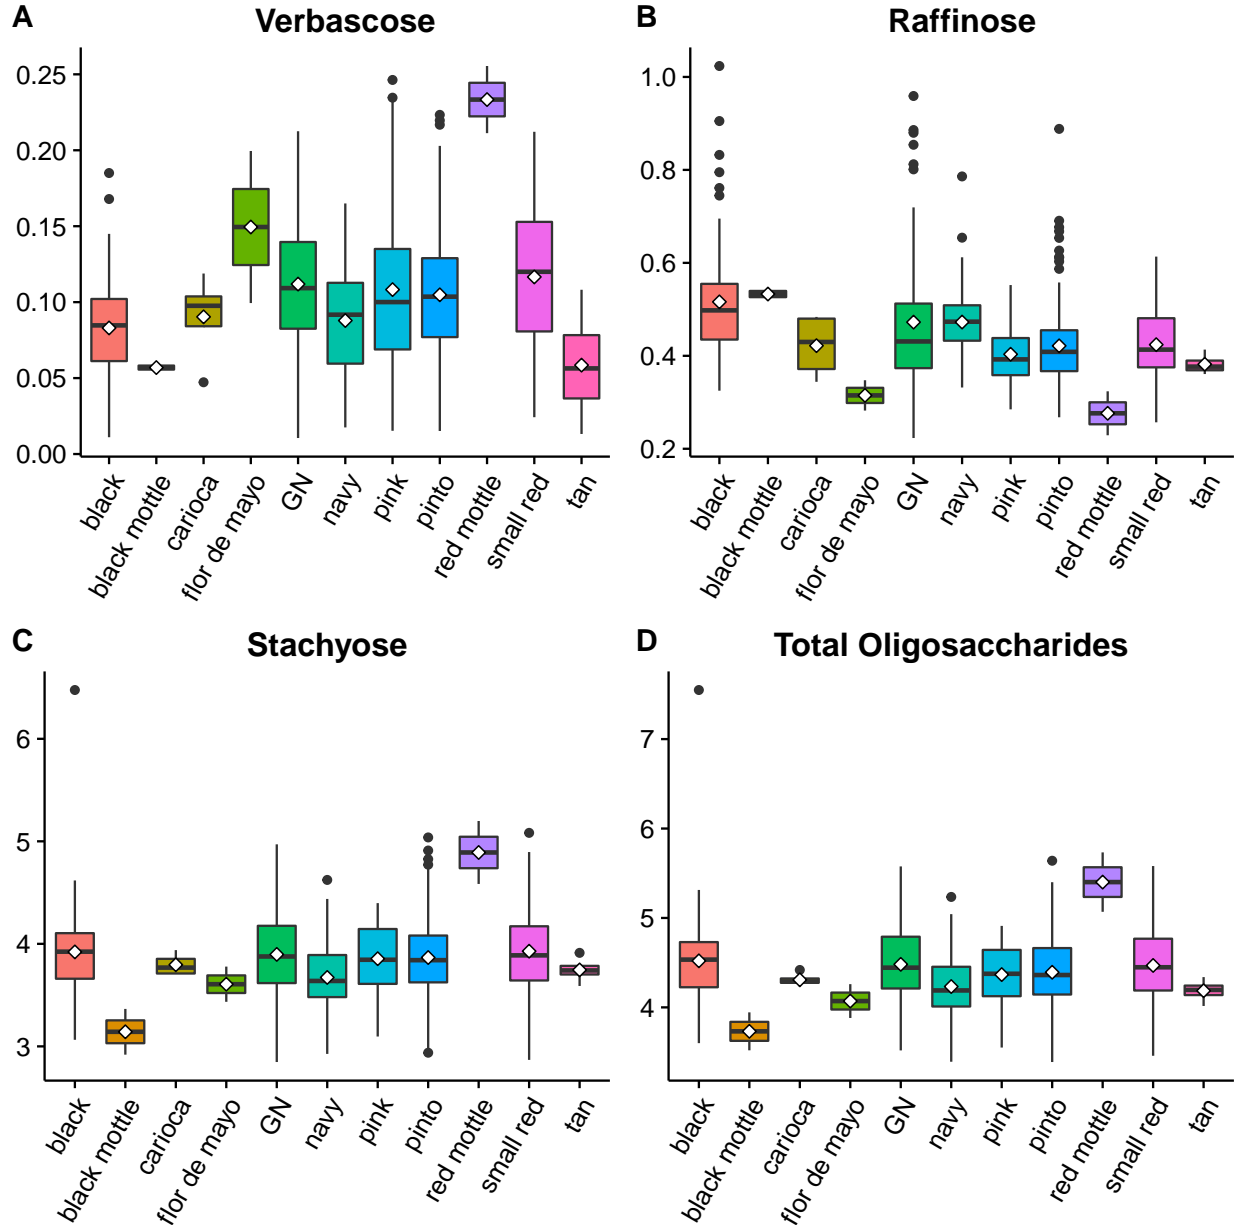 A
Verbascose
0.25
0.20
0.15
0.10
0.05
0.00
black
black mottle
carioca
flor de mayo
GN
navy
pink
pinto
red mottle
small red
tan
B
Raffinose
1.0
0.8
0.6
0.4
0.2
black
black mottle
carioca
flor de mayo
GN
navy
pink
pinto
red mottle
small red
tan
C
Stachyose
6
5
4
3
black
black mottle
carioca
flor de mayo
GN
navy
pink
pinto
red mottle
small red
tan
D
Total Oligosaccharides
7
6
5
4
black
black mottle
carioca
flor de mayo
GN
navy
pink
pinto
red mottle
small red
tan